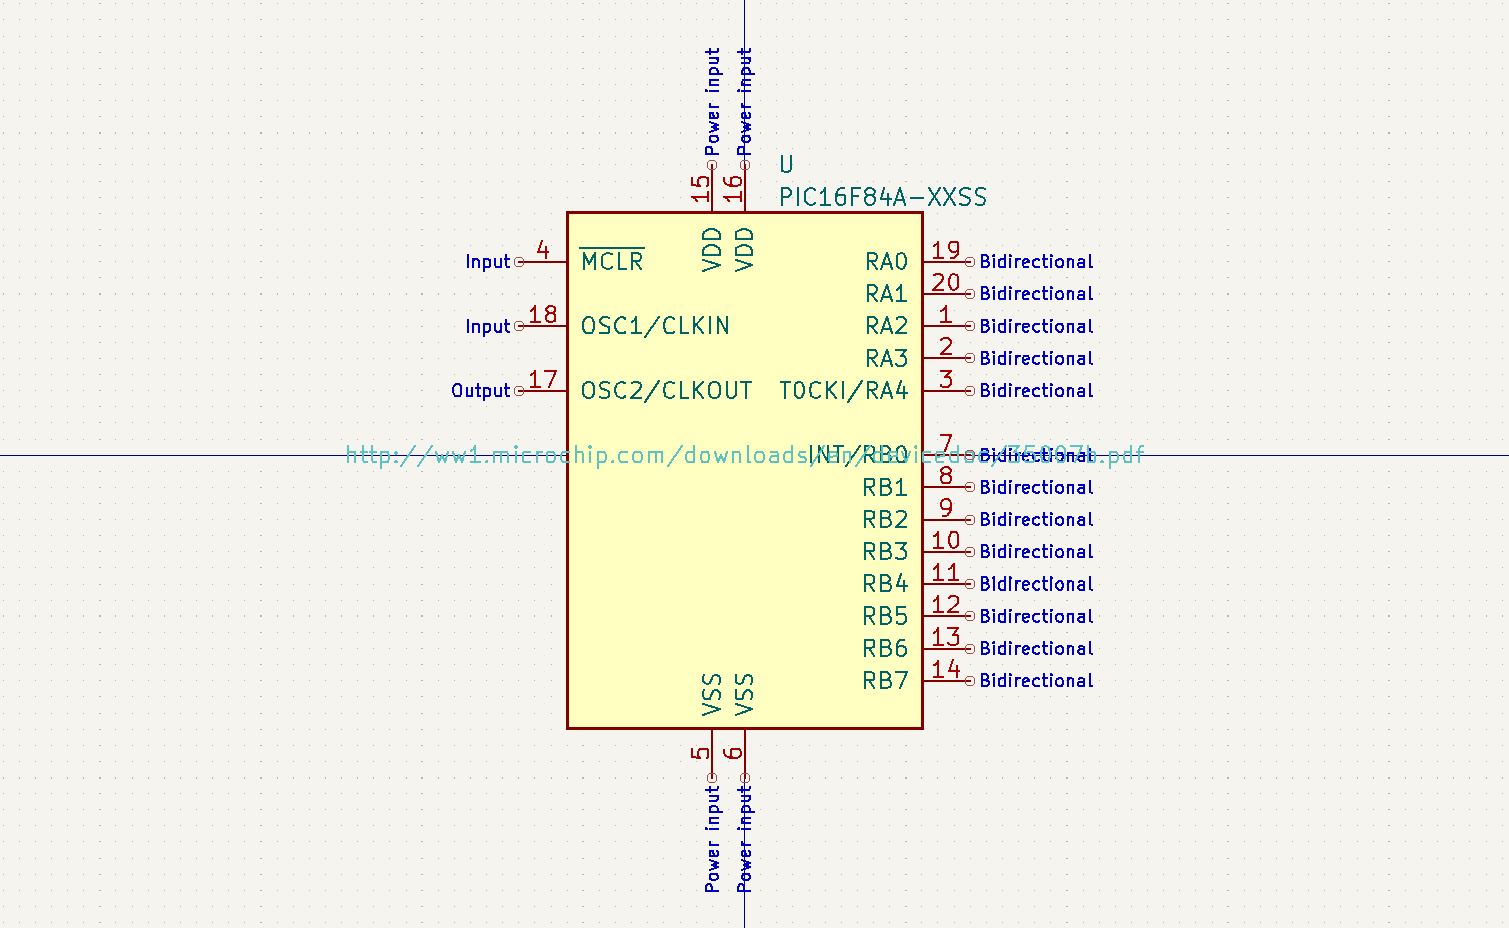 Power input Power input
15 16 U
PIC16F84A-XXSS
VDD VDD
Input 4 MCLR RA0 19 Bidirectional
RA1 20 Bidirectional
Input 18 OSC1/CLKIN RA2 1 Bidirectional
RA3 2 Bidirectional
Output 17 OSC2/CLKOUT T0CKI/RA4 3 Bidirectional
INT/RB0 7 Bidirectional
http://ww1.microchip.com/downloads/en/devicedoc/35007b.pdf
RB1 8 Bidirectional
RB2 9 Bidirectional
RB3 10 Bidirectional
RB4 11 Bidirectional
RB5 12 Bidirectional
RB6 13 Bidirectional
RB7 14 Bidirectional
VSS VSS
5 6
Power input Power input